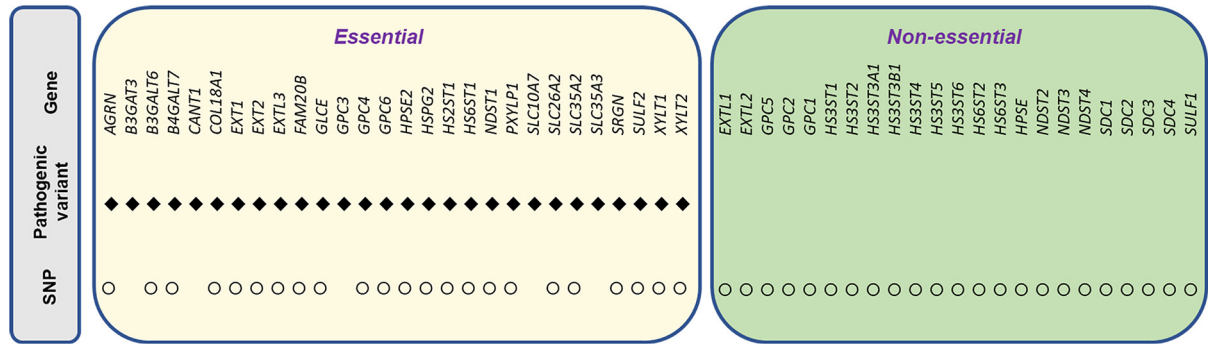 Gene
Pathogenic
variant
SNP
Essential
AGRN
B3GAT3
B3GALT6
B4GALT7
CANT1
COL18A1
EXT1
EXT2
EXTL3
FAM20B
GLCE
GPC3
GPC4
GPC6
HPSE2
HSPG2
HS2ST1
HS6ST1
NDST1
PXYLP1
SLC10A7
SLC26A2
SLC35A2
SLC35A3
SRGN
SULF2
XYLT1
XYLT2
Non-essential
EXTL1
EXTL2
GPC5
GPC2
GPC1
HS3ST1
HS3ST2
HS3ST3A1
HS3ST3B1
HS3ST4
HS3ST5
HS3ST6
HS6ST2
HS6ST3
HPSE
NDST2
NDST3
NDST4
SDC1
SDC2
SDC3
SDC4
SULF1